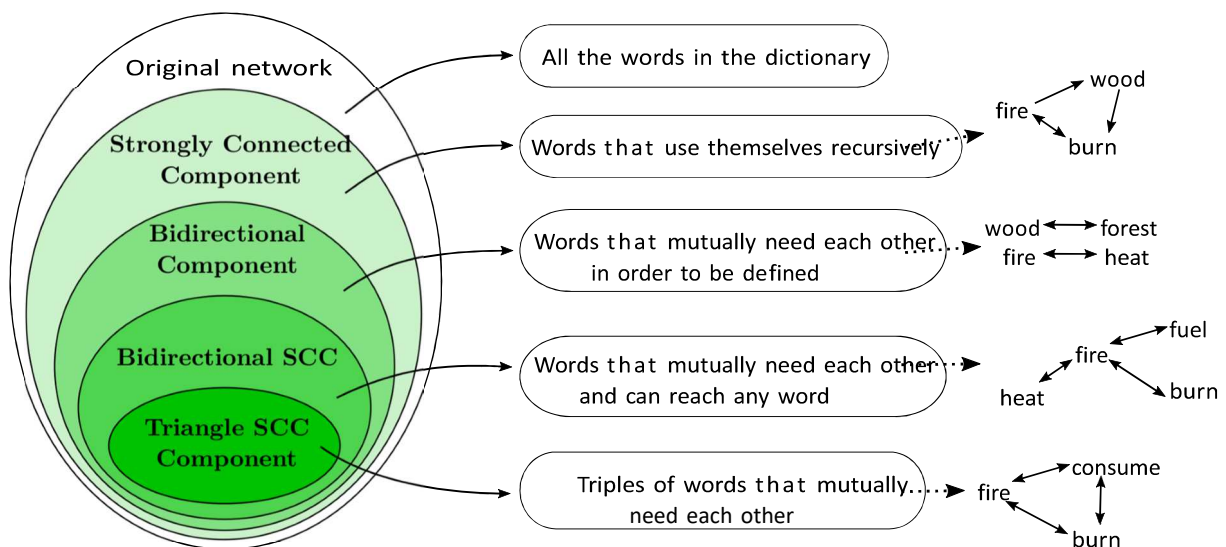 Original network
Strongly Connected
Component
Bidirectional
Component
Bidirectional SCC
Triangle SCC
Component
All the words in the dictionary
Words that use themselves recursively
wood
fire
burn
Words that mutually need each other
in order to be defined
wood forest
fire heat
Words that mutually need each other
and can reach any word
fuel
fire
heat
burn
Triples of words that mutually
need each other
consume
fire
burn